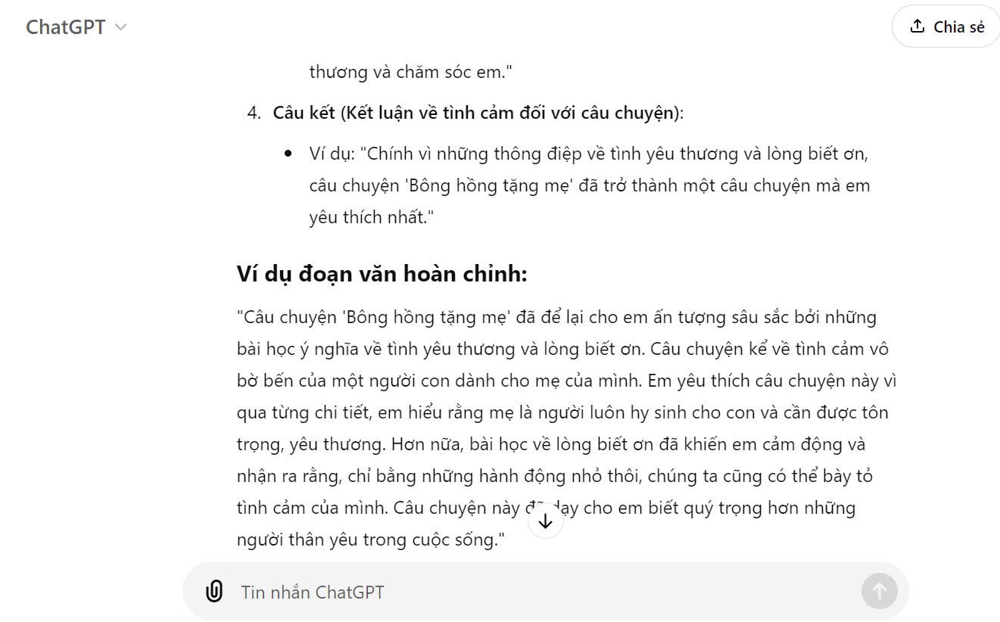 ChatGPT
Chia sẻ
thương và chăm sóc em."
4. Câu kết (Kết luận về tình cảm đối với câu chuyện):
Ví dụ: "Chính vì những thông điệp về tình yêu thương và lòng biết ơn,
câu chuyện 'Bông hồng tặng mẹ' đã trở thành một câu chuyện mà em
yêu thích nhất."
Ví dụ đoạn văn hoàn chỉnh:
"Câu chuyện 'Bông hồng tặng mẹ' đã để lại cho em ấn tượng sâu sắc bởi những
bài học ý nghĩa về tình yêu thương và lòng biết ơn. Câu chuyện kể về tình cảm vô
bờ bến của một người con dành cho mẹ của mình. Em yêu thích câu chuyện này vì
qua từng chi tiết, em hiểu rằng mẹ là người luôn hy sinh cho con và cần được tôn
trọng, yêu thương. Hơn nữa, bài học về lòng biết ơn đã khiến em cảm động và
nhận ra rằng, chỉ bằng những hành động nhỏ thôi, chúng ta cũng có thể bày tỏ
tình cảm của mình. Câu chuyện này đã dạy cho em biết quý trọng hơn những
người thân yêu trong cuộc sống."
Tin nhắn ChatGPT